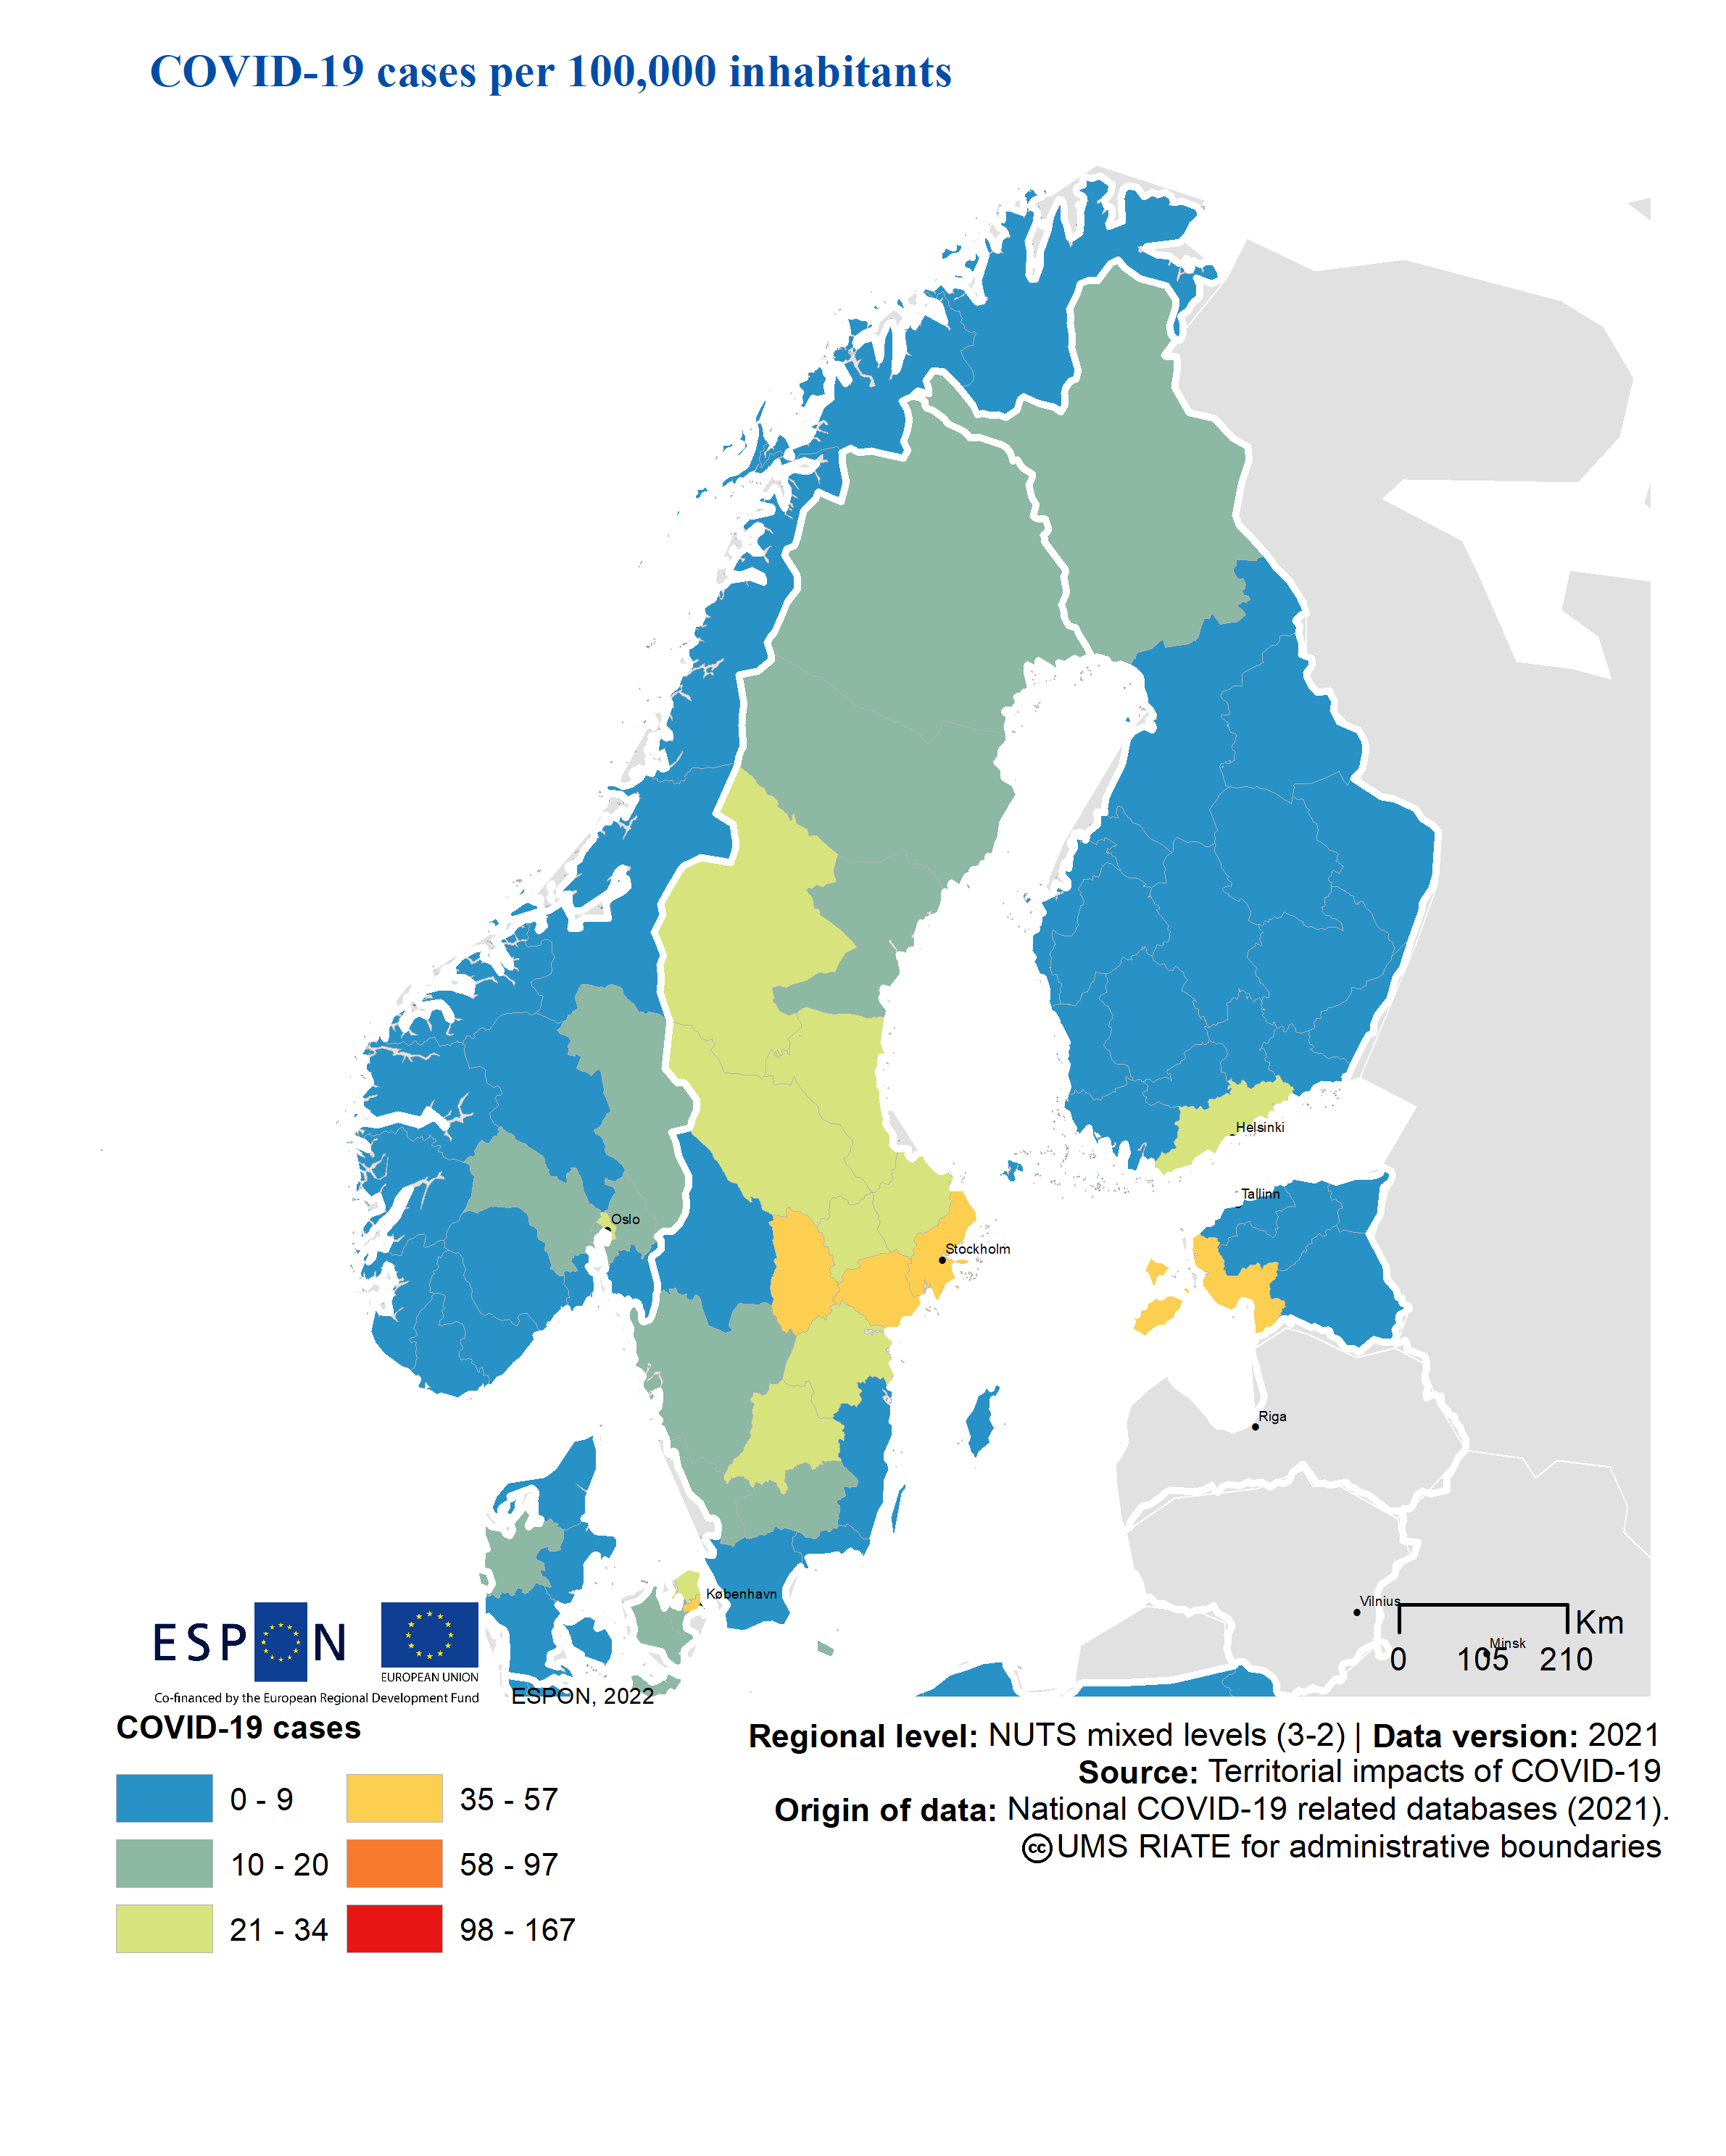 COVID-19 cases per 100,000 inhabitants
Helsinki
Tallinn
Oslo
Stockholm
Riga
København
Vilnius
Minsk
Km
0 105 210
ESPON
EUROPEAN UNION
Co-financed by the European Regional Development Fund
ESPON, 2022
COVID-19 cases
0 - 9
10 - 20
21 - 34
35 - 57
58 - 97
98 - 167
Regional level: NUTS mixed levels (3-2) | Data version: 2021
Source: Territorial impacts of COVID-19
Origin of data: National COVID-19 related databases (2021).
cc UMS RIATE for administrative boundaries